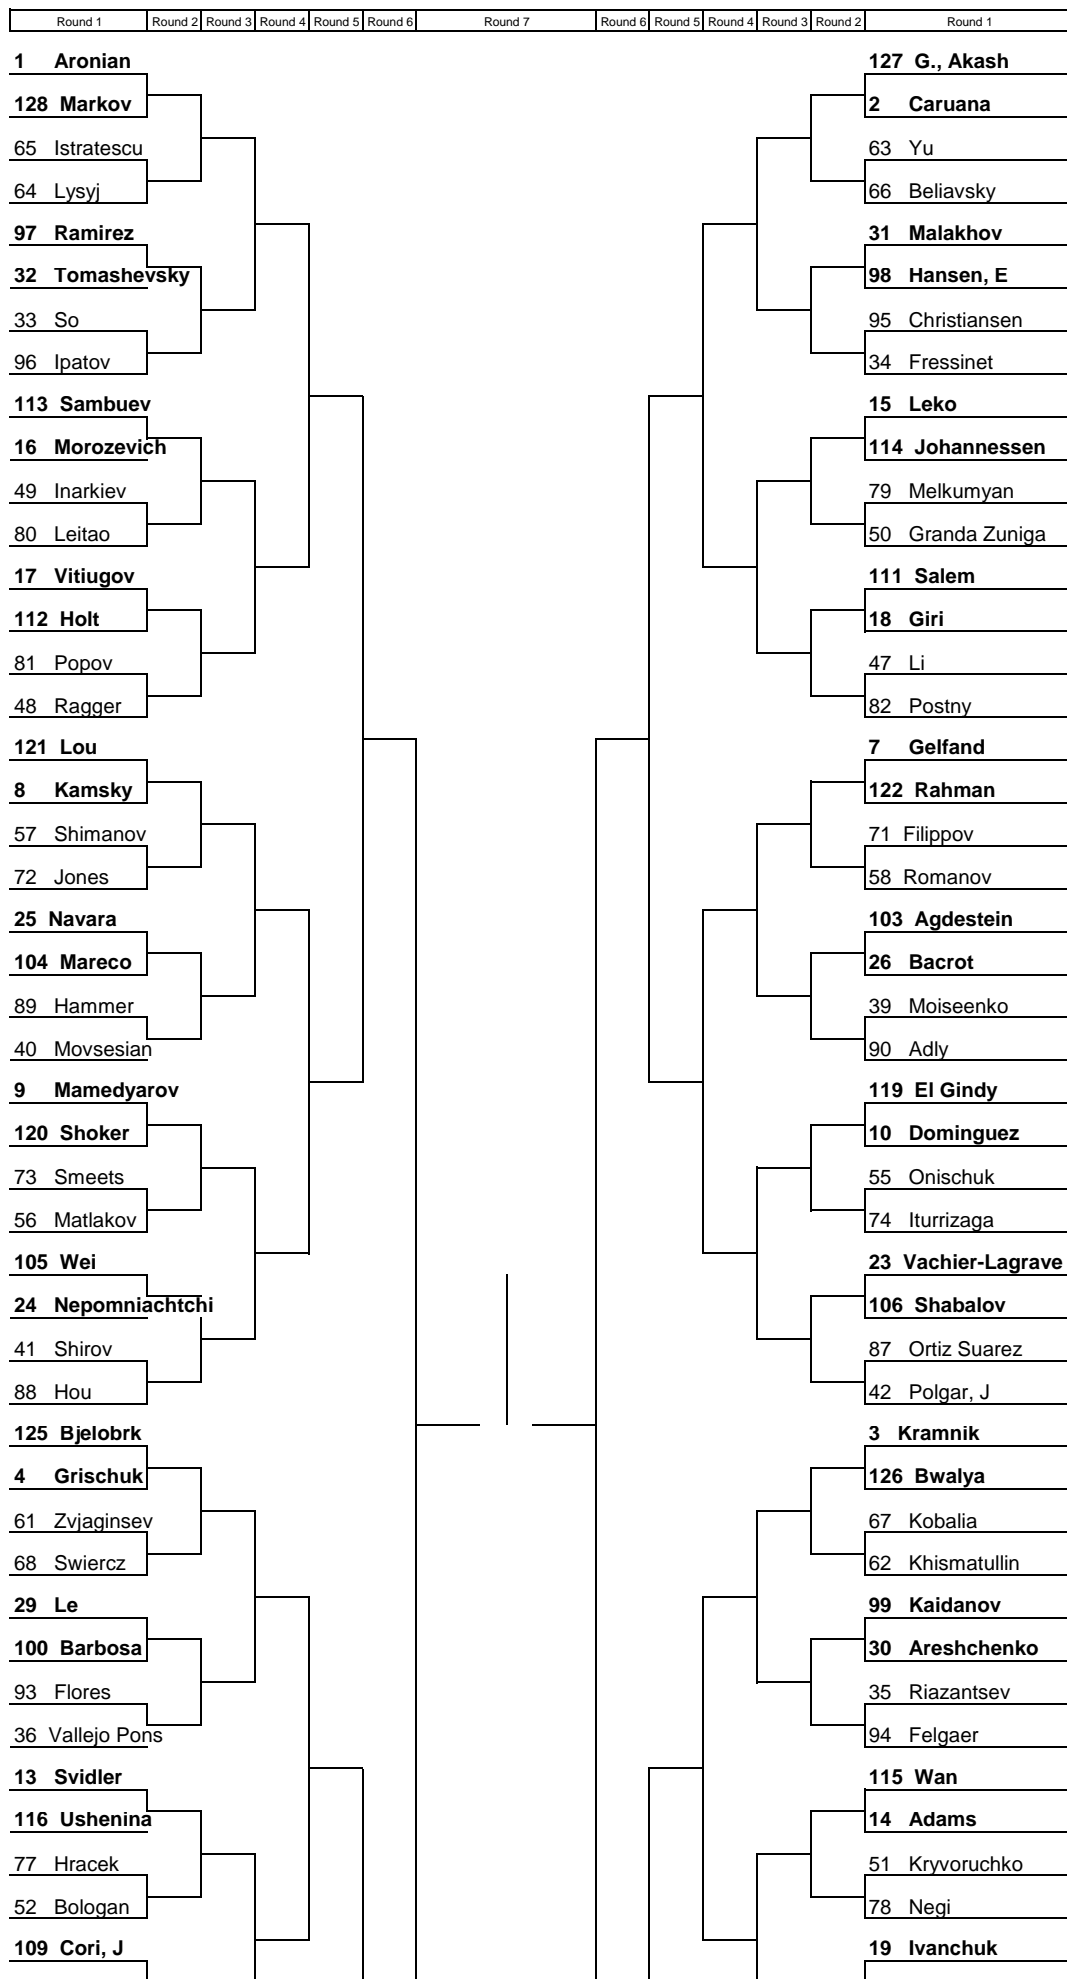 Round 1 Round 2 Round 3 Round 4 Round 5 Round 6 Round 7 Round 6 Round 5 Round 4 Round 3 Round 2 Round 1
1 Aronian 127 G., Akash
128 Markov 2 Caruana
65 Istratescu 63 Yu
64 Lysyj 66 Beliavsky
97 Ramirez 31 Malakhov
32 Tomashevsky 98 Hansen, E
33 So 95 Christiansen
96 Ipatov 34 Fressinet
113 Sambuev 15 Leko
16 Morozevich 114 Johannessen
49 Inarkiev 79 Melkumyan
80 Leitao 50 Granda Zuniga
17 Vitiugov 111 Salem
112 Holt 18 Giri
81 Popov 47 Li
48 Ragger 82 Postny
121 Lou 7 Gelfand
8 Kamsky 122 Rahman
57 Shimanov 71 Filippov
72 Jones 58 Romanov
25 Navara 103 Agdestein
104 Mareco 26 Bacrot
89 Hammer 39 Moiseenko
40 Movsesian 90 Adly
9 Mamedyarov 119 El Gindy
120 Shoker 10 Dominguez
73 Smeets 55 Onischuk
56 Matlakov 74 Iturrizaga
105 Wei 23 Vachier-Lagrave
24 Nepomniachtchi 106 Shabalov
41 Shirov 87 Ortiz Suarez
88 Hou 42 Polgar, J
125 Bjelobrk 3 Kramnik
4 Grischuk 126 Bwalya
61 Zvjaginsev 67 Kobalia
68 Swiercz 62 Khismatullin
29 Le 99 Kaidanov
100 Barbosa 30 Areshchenko
93 Flores 35 Riazantsev
36 Vallejo Pons 94 Felgaer
13 Svidler 115 Wan
116 Ushenina 14 Adams
77 Hracek 51 Kryvoruchko
52 Bologan 78 Negi
109 Cori, J 19 Ivanchuk